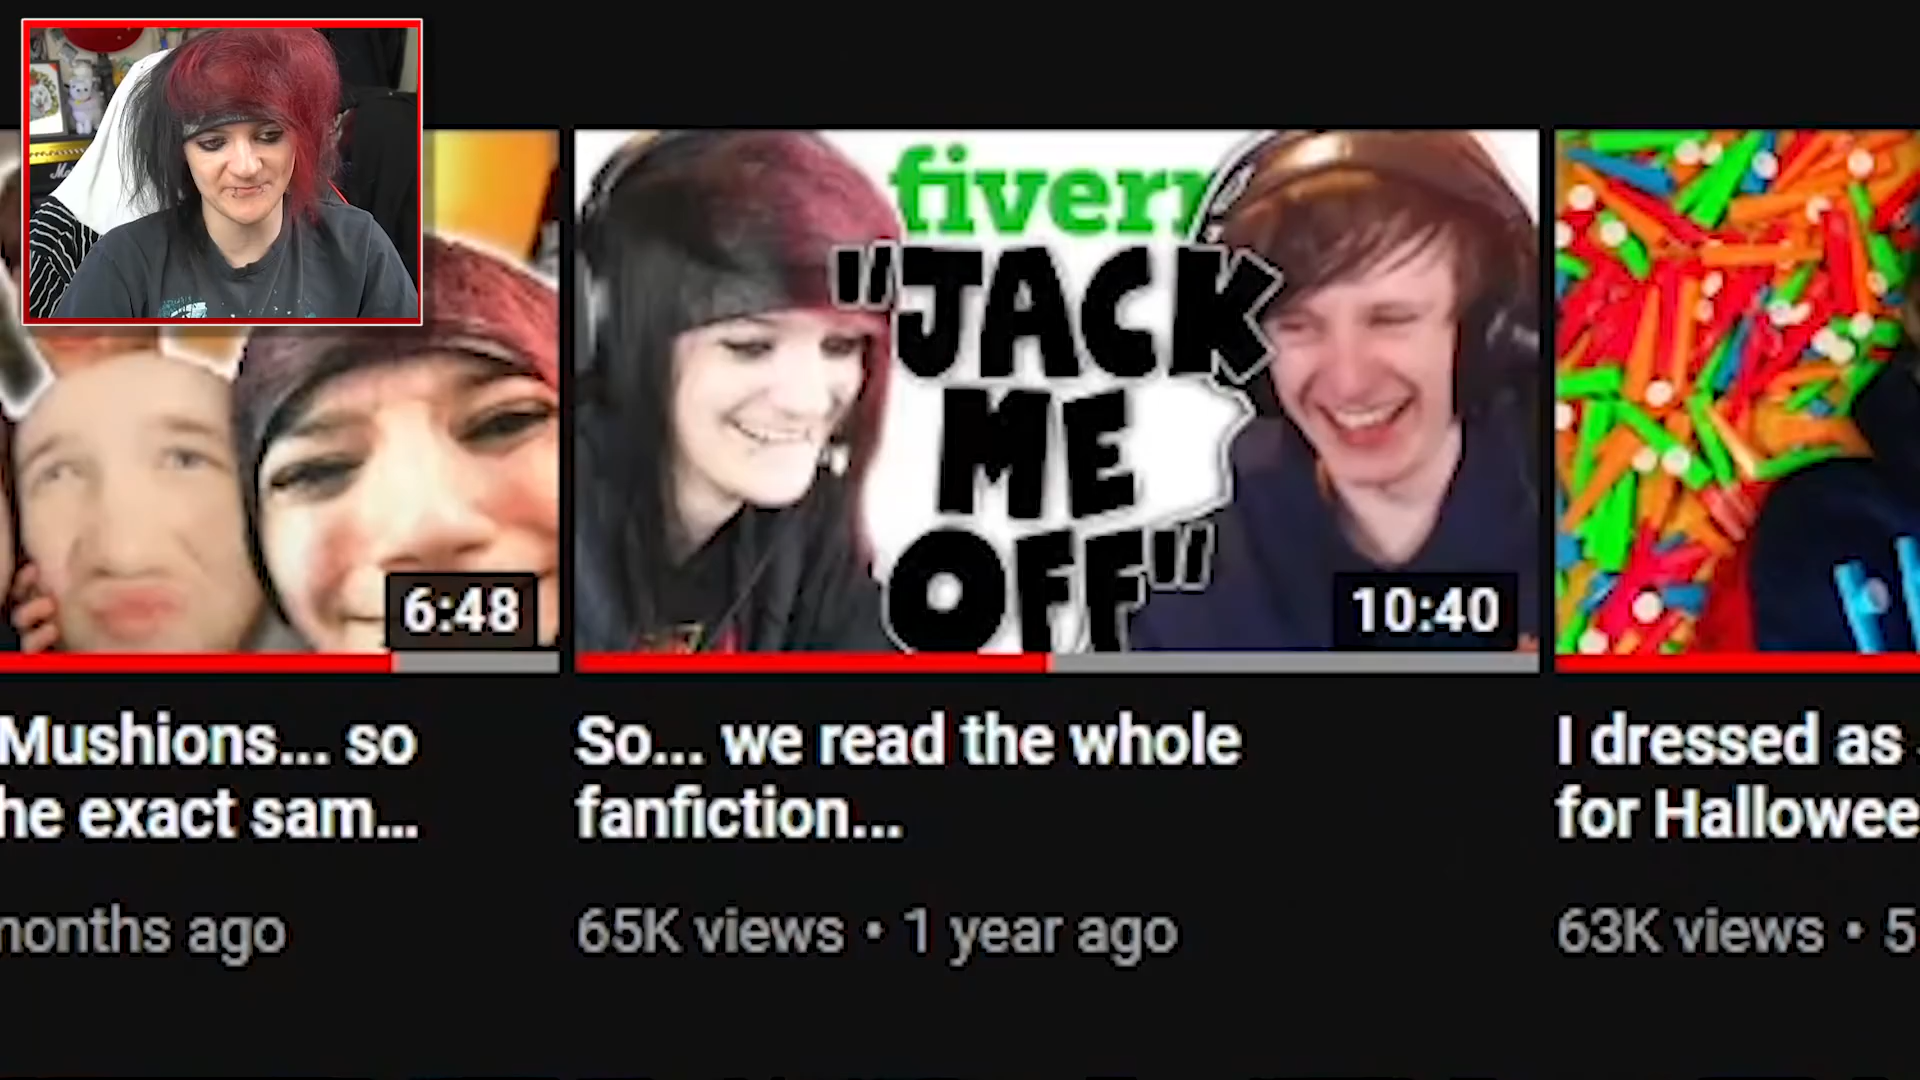 fiverr
"JACK
ME
OFF"
6:48
10:40
Mushions... so
he exact sam...
months ago
So... we read the whole
fanfiction...
65K views • 1 year ago
I dressed as
for Hallowee
63K views • 5